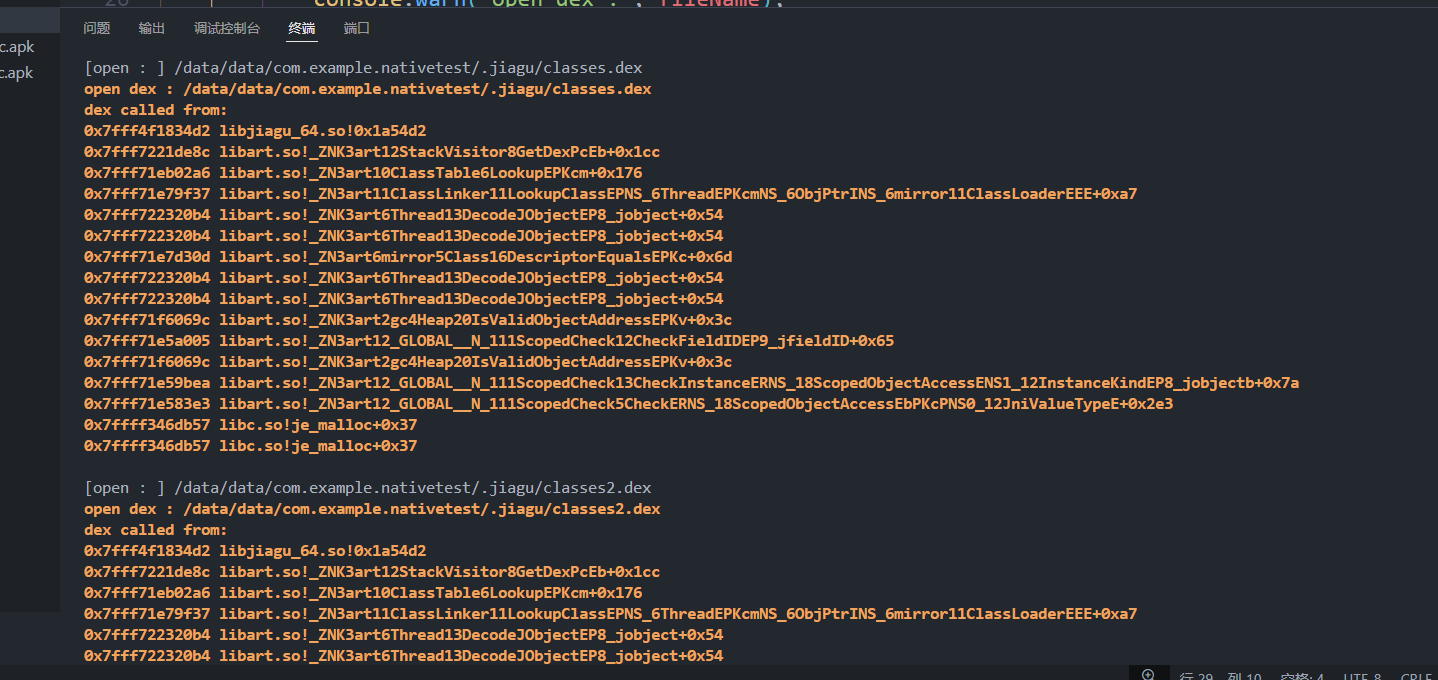 console.warn("open dex : ", fileName);
c.apk
c.apk
问题 输出 调试控制台 终端 端口
[open : ] /data/data/com.example.nativetest/.jiagu/classes.dex
open dex : /data/data/com.example.nativetest/.jiagu/classes.dex
dex called from:
0x7fff4f1834d2 libjiagu_64.so!0x1a54d2
0x7fff7221de8c libart.so!_ZNK3art12StackVisitor8GetDexPcEb+0x1cc
0x7fff71eb02a6 libart.so!_ZN3art10ClassTable6LookupEPKcm+0x176
0x7fff71e79f37 libart.so!_ZN3art11ClassLinker11LookupClassEPNS_6ThreadEPKcmNS_6ObjPtrINS_6mirror11ClassLoaderEEE+0xa7
0x7fff722320b4 libart.so!_ZNK3art6Thread13DecodeJObjectEP8_jobject+0x54
0x7fff722320b4 libart.so!_ZNK3art6Thread13DecodeJObjectEP8_jobject+0x54
0x7fff71e7d30d libart.so!_ZN3art6mirror5Class16DescriptorEqualsEPKc+0x6d
0x7fff722320b4 libart.so!_ZNK3art6Thread13DecodeJObjectEP8_jobject+0x54
0x7fff722320b4 libart.so!_ZNK3art6Thread13DecodeJObjectEP8_jobject+0x54
0x7fff71f6069c libart.so!_ZNK3art2gc4Heap20IsValidObjectAddressEPKv+0x3c
0x7fff71e5a005 libart.so!_ZN3art12_GLOBAL__N_111ScopedCheck12CheckFieldIDEP9_jfieldID+0x65
0x7fff71f6069c libart.so!_ZNK3art2gc4Heap20IsValidObjectAddressEPKv+0x3c
0x7fff71e59bea libart.so!_ZN3art12_GLOBAL__N_111ScopedCheck13CheckInstanceERNS_18ScopedObjectAccessENS1_12InstanceKindEP8_jobjectb+0x7a
0x7fff71e583e3 libart.so!_ZN3art12_GLOBAL__N_111ScopedCheck5CheckERNS_18ScopedObjectAccessEbPKcPNS0_12JniValueTypeE+0x2e3
0x7ffff346db57 libc.so!je_malloc+0x37
0x7ffff346db57 libc.so!je_malloc+0x37
[open : ] /data/data/com.example.nativetest/.jiagu/classes2.dex
open dex : /data/data/com.example.nativetest/.jiagu/classes2.dex
dex called from:
0x7fff4f1834d2 libjiagu_64.so!0x1a54d2
0x7fff7221de8c libart.so!_ZNK3art12StackVisitor8GetDexPcEb+0x1cc
0x7fff71eb02a6 libart.so!_ZN3art10ClassTable6LookupEPKcm+0x176
0x7fff71e79f37 libart.so!_ZN3art11ClassLinker11LookupClassEPNS_6ThreadEPKcmNS_6ObjPtrINS_6mirror11ClassLoaderEEE+0xa7
0x7fff722320b4 libart.so!_ZNK3art6Thread13DecodeJObjectEP8_jobject+0x54
0x7fff722320b4 libart.so!_ZNK3art6Thread13DecodeJObjectEP8_jobject+0x54
行 29, 列 10 空格: 4 UTF-8 CRLF